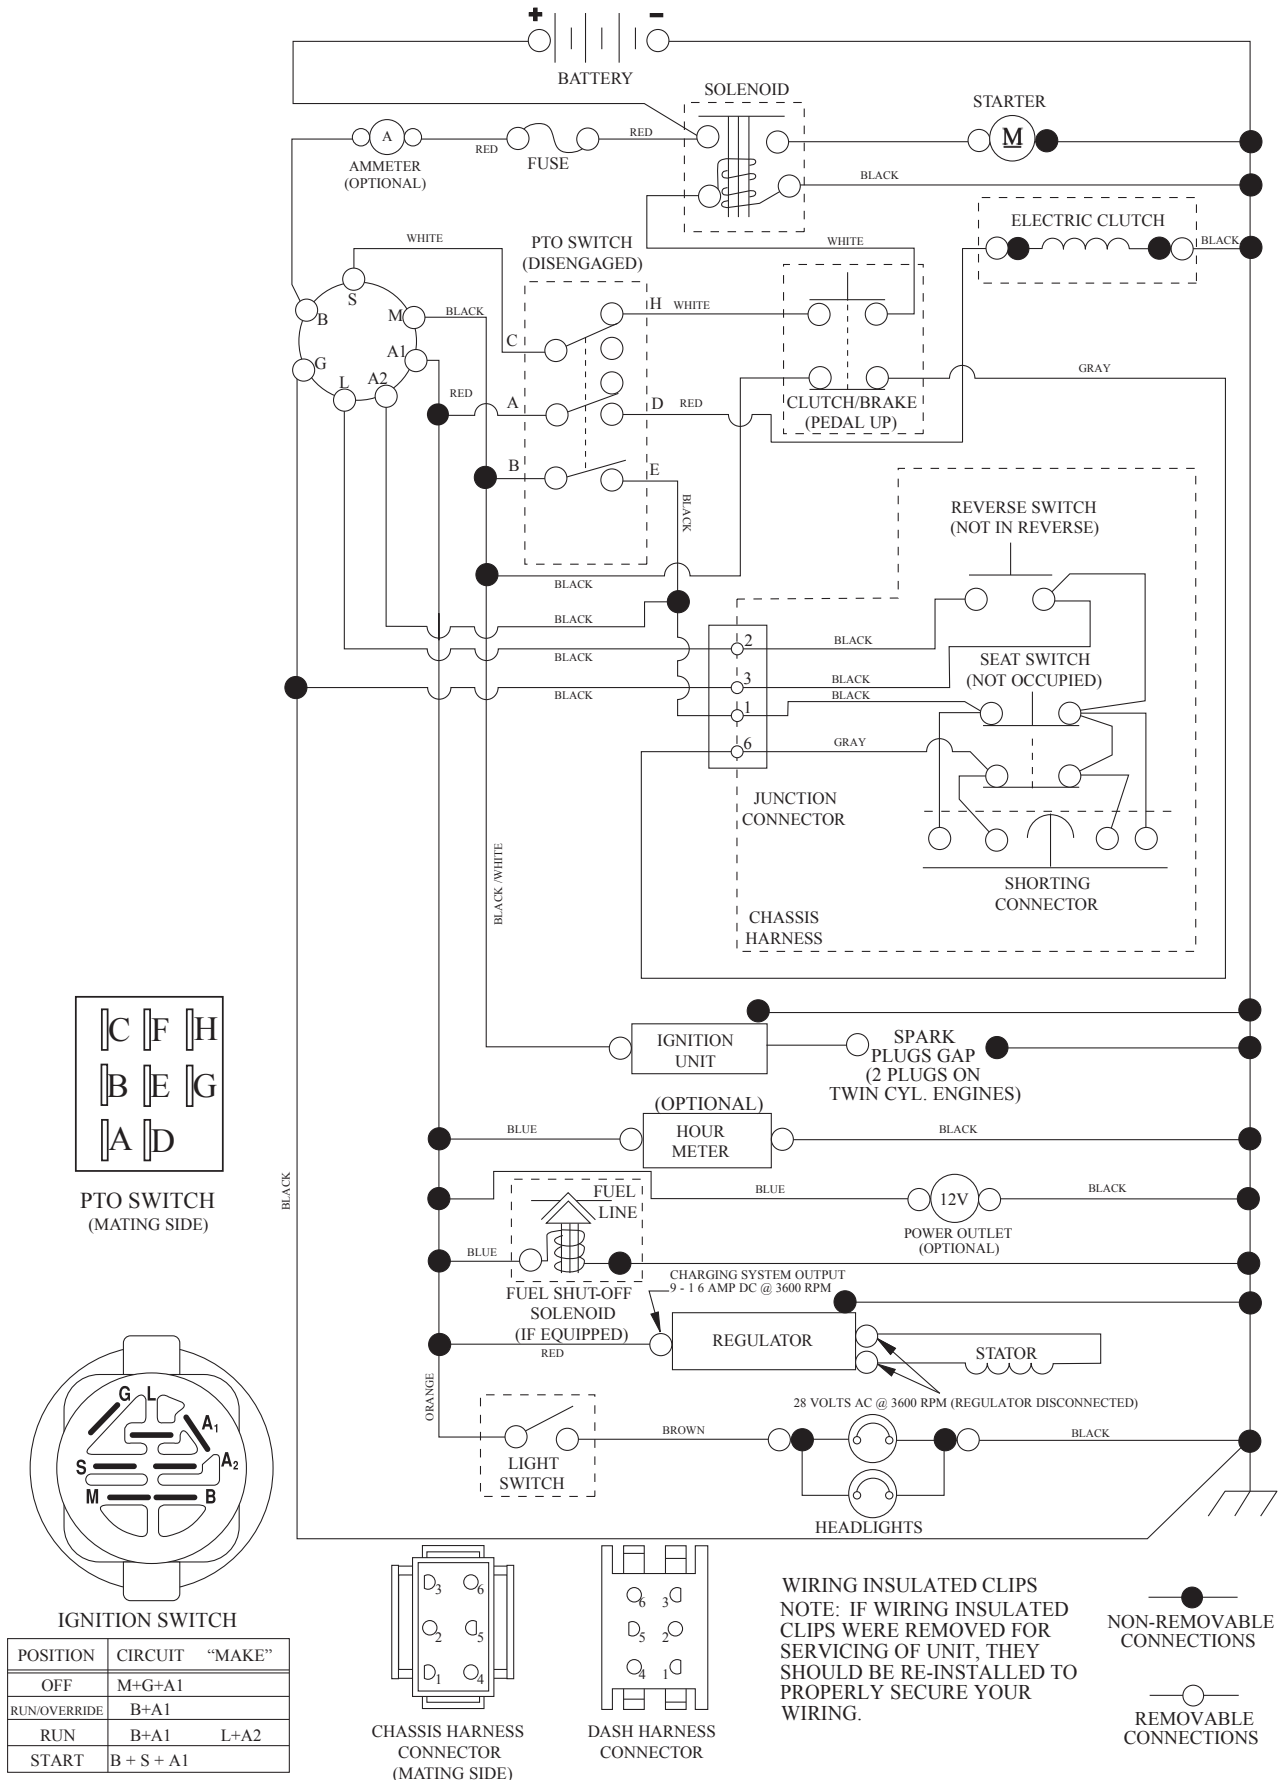 + −
BATTERY
SOLENOID
STARTER
M
A
RED
FUSE
RED
AMMETER
(OPTIONAL)
BLACK
ELECTRIC CLUTCH
BLACK
WHITE
PTO SWITCH
(DISENGAGED)
WHITE
S
B
M
BLACK
H
WHITE
C
G
A1
L
A2
RED
A
D
RED
GRAY
CLUTCH/BRAKE
(PEDAL UP)
B
E
BLACK
REVERSE SWITCH
(NOT IN REVERSE)
BLACK
BLACK
BLACK
2
BLACK
SEAT SWITCH
(NOT OCCUPIED)
3
BLACK
BLACK
BLACK
1
6
GRAY
JUNCTION
CONNECTOR
BLACK /WHITE
SHORTING
CONNECTOR
CHASSIS
HARNESS
C F H
B E G
A D
PTO SWITCH
(MATING SIDE)
IGNITION
UNIT
SPARK
PLUGS GAP
(2 PLUGS ON
TWIN CYL. ENGINES)
(OPTIONAL)
HOUR
METER
BLUE
BLACK
BLACK
FUEL
LINE
BLUE
12V
BLACK
POWER OUTLET
(OPTIONAL)
BLUE
FUEL SHUT-OFF
SOLENOID
(IF EQUIPPED)
CHARGING SYSTEM OUTPUT
9 - 1 6 AMP DC @ 3600 RPM
RED
REGULATOR
STATOR
28 VOLTS AC @ 3600 RPM (REGULATOR DISCONNECTED)
ORANGE
LIGHT
SWITCH
BROWN
BLACK
HEADLIGHTS
G L
A1
A2
S
M B
IGNITION SWITCH
POSITION CIRCUIT “MAKE”
OFF M+G+A1
RUN/OVERRIDE B+A1
RUN B+A1 L+A2
START B + S + A1
3 6
2 5
1 4
CHASSIS HARNESS
CONNECTOR
(MATING SIDE)
6 3
5 2
4 1
DASH HARNESS
CONNECTOR
WIRING INSULATED CLIPS
NOTE: IF WIRING INSULATED
CLIPS WERE REMOVED FOR
SERVICING OF UNIT, THEY
SHOULD BE RE-INSTALLED TO
PROPERLY SECURE YOUR
WIRING.
NON-REMOVABLE
CONNECTIONS
REMOVABLE
CONNECTIONS